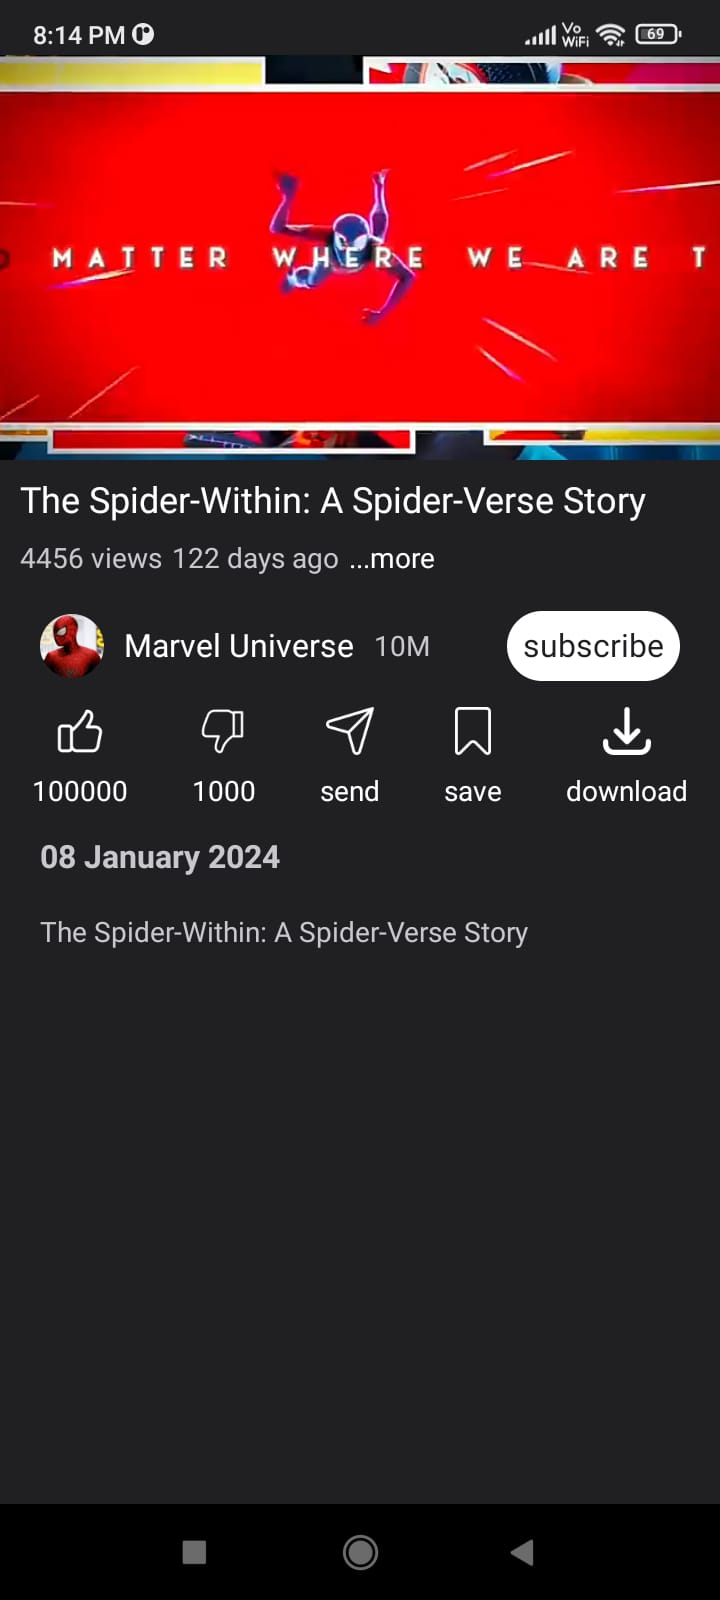 8:14 PM
Vo
WiFi
69
MATTER WHERE WE ARE T
The Spider-Within: A Spider-Verse Story
4456 views 122 days ago ...more
Marvel Universe 10M subscribe
100000 1000 send save download
08 January 2024
The Spider-Within: A Spider-Verse Story